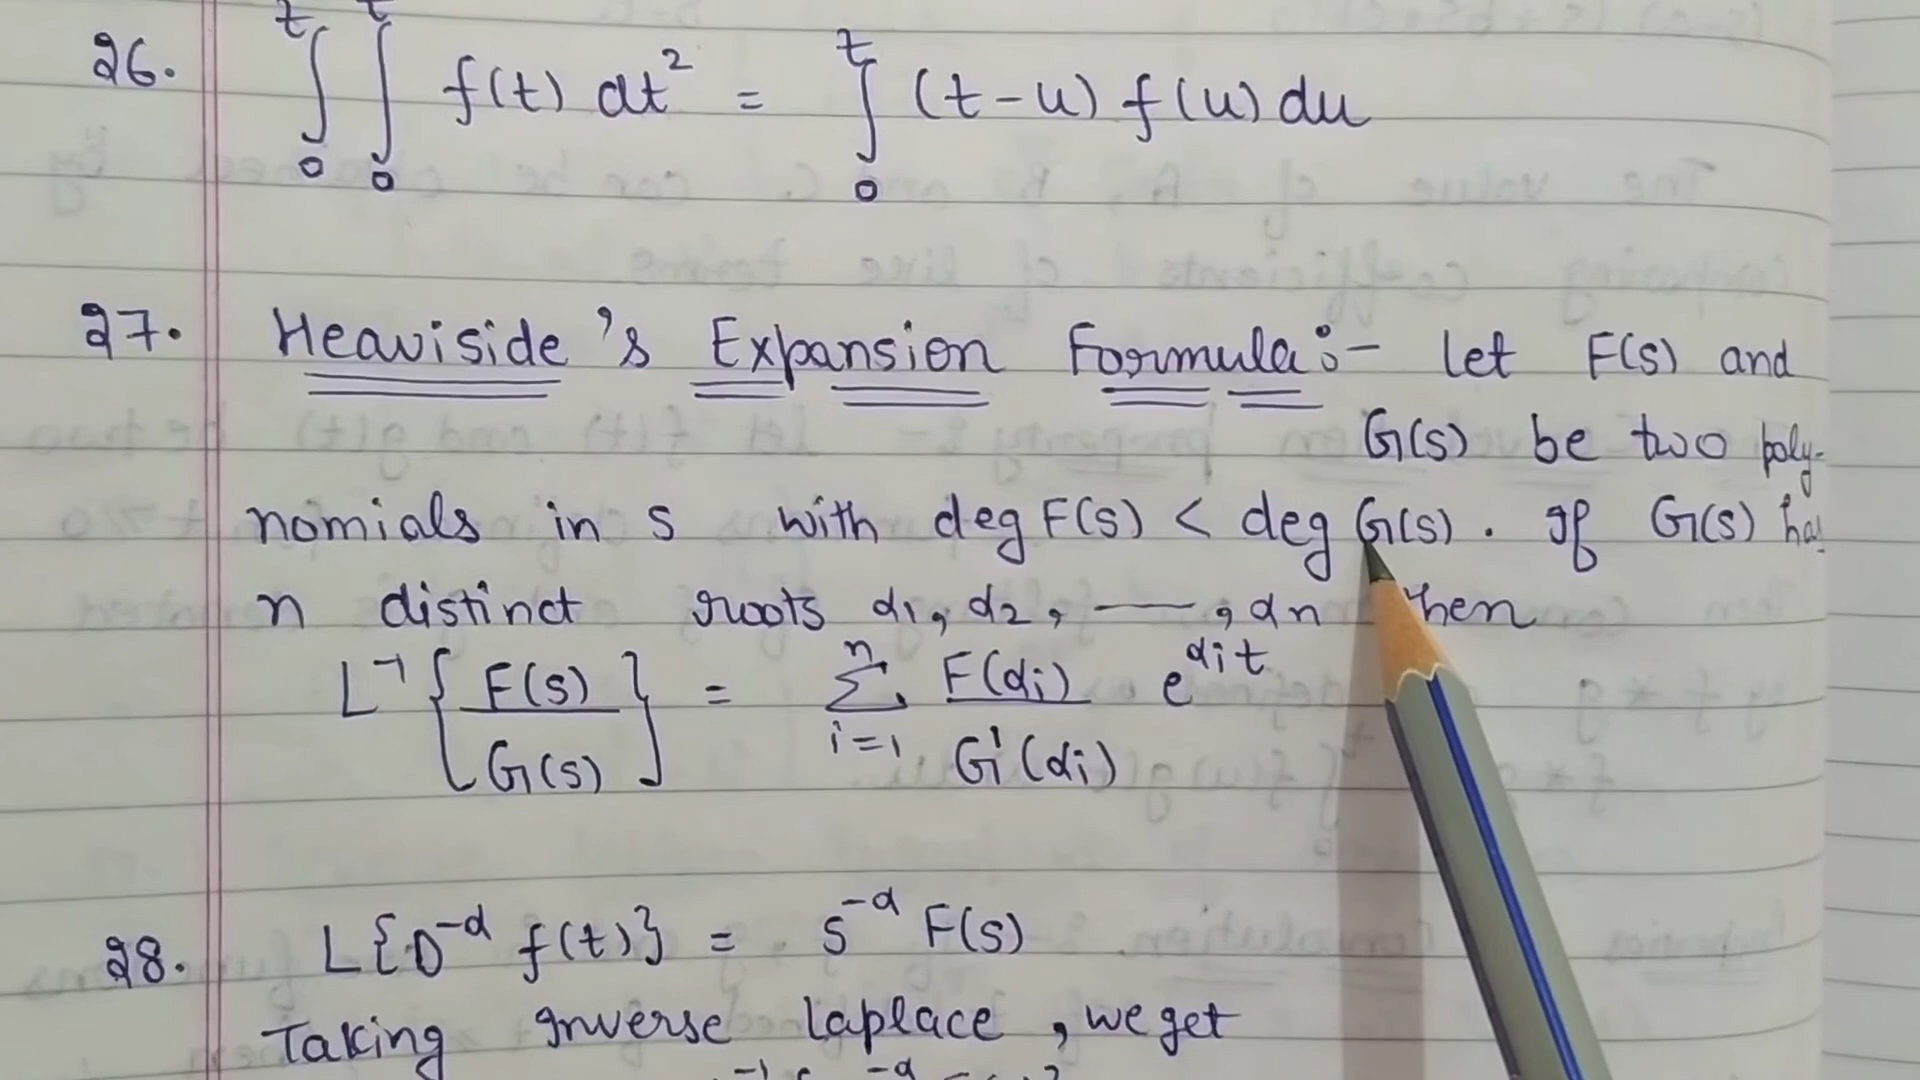 26. ∫₀ᵗ ∫₀ᵗ f(t) dt² = ∫₀ᵗ (t-u) f(u) du
27. Heaviside's Expansion Formula:- let F(s) and
G(s) be two poly-
nomials in s with deg F(s) < deg G(s). If G(s) has
n distinct roots α1, α2, —, αn then
L⁻¹ { F(s) / G(s) } = Σ_{i=1}^{n} F(αi) / G'(αi) e^{αit}
28. L{D^{-α} f(t)} = s^{-α} F(s)
Taking Inverse Laplace, we get